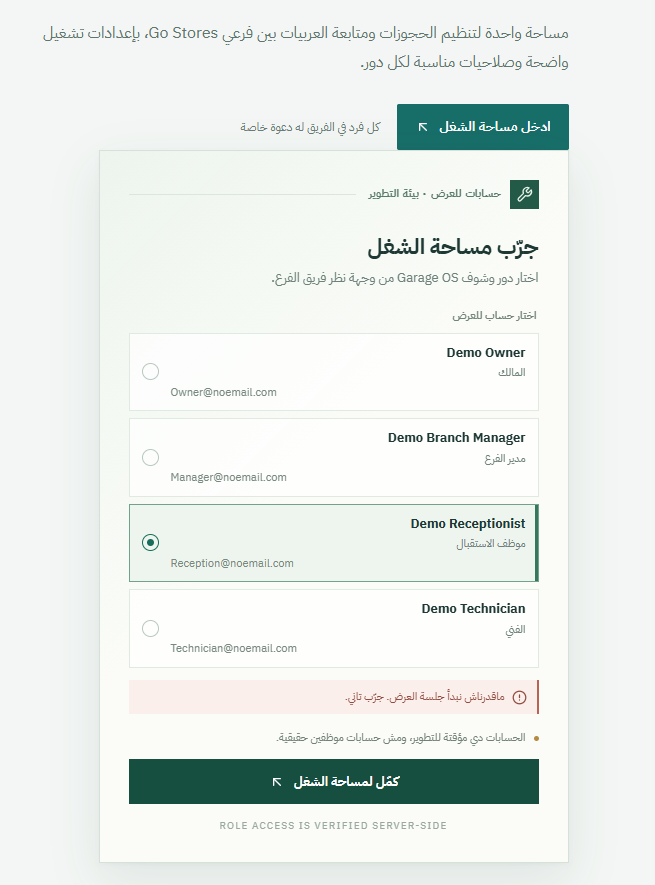 مساحة واحدة لتنظيم الحجوزات ومتابعة العربيات بين فرعي Go Stores، بإعدادات تشغيل
واضحة وصلاحيات مناسبة لكل دور.
ادخل مساحة الشغل
كل فرد في الفريق له دعوة خاصة
حسابات للعرض · بيئة التطوير
جرّب مساحة الشغل
اختار دور وشوف Garage OS من وجهة نظر فريق الفرع.
اختار حساب للعرض
Demo Owner
المالك
Owner@noemail.com
Demo Branch Manager
مدير الفرع
Manager@noemail.com
Demo Receptionist
موظف الاستقبال
Reception@noemail.com
Demo Technician
الفني
Technician@noemail.com
ماقدرناش نبدأ جلسة العرض. جرّب تاني.
الحسابات دي مؤقتة للتطوير، ومش حسابات موظفين حقيقية.
كمّل لمساحة الشغل
ROLE ACCESS IS VERIFIED SERVER-SIDE